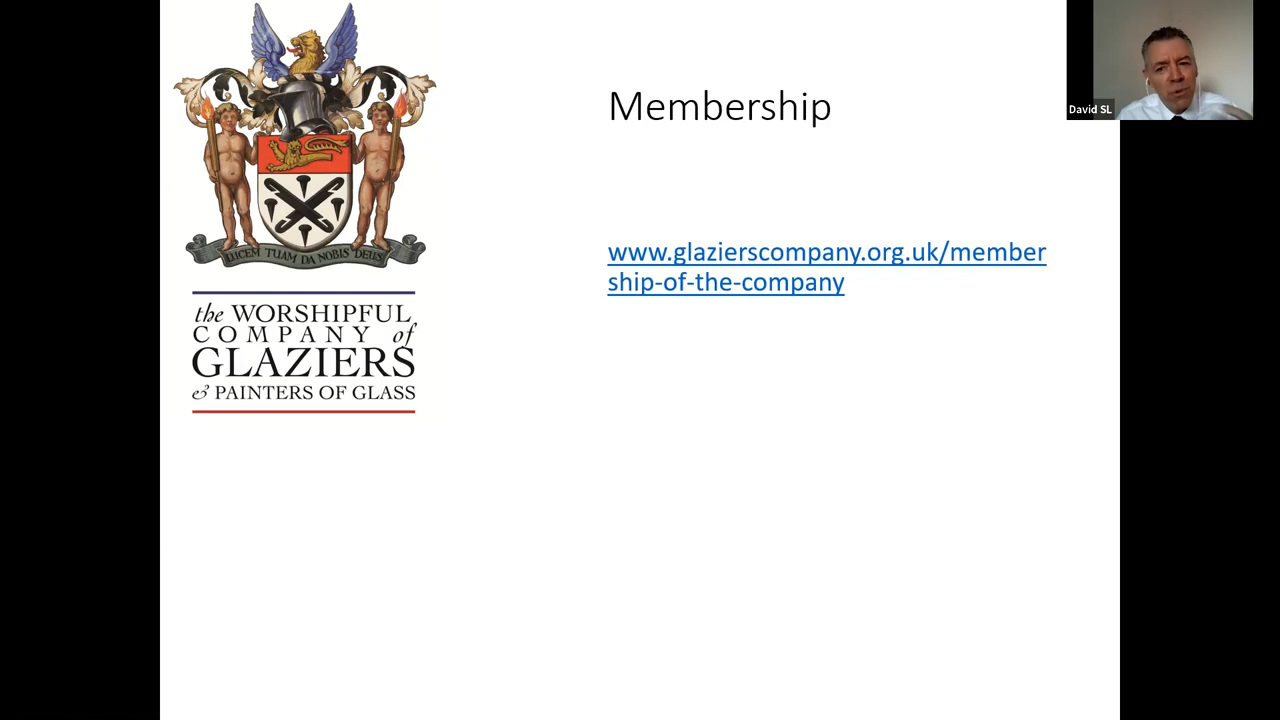 LUCEM TUAM DA NOBIS DEUS
the WORSHIPFUL
COMPANY of
GLAZIERS
& PAINTERS OF GLASS
Membership
www.glazierscompany.org.uk/member
ship-of-the-company
David SL